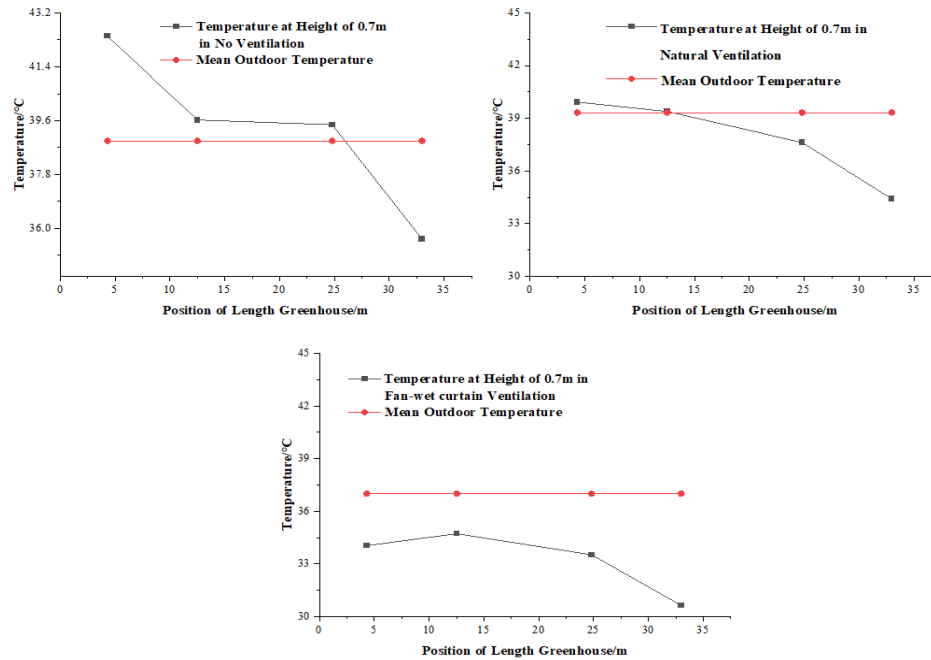 Temperature at Height of 0.7m
in No Ventilation
Mean Outdoor Temperature
Temperature/°C
43.2
41.4
39.6
37.8
36.0
0 5 10 15 20 25 30 35
Position of Length Greenhouse/m
Temperature at Height of 0.7m in
Natural Ventilation
Mean Outdoor Temperature
Temperature/°C
45
42
39
36
33
30
0 5 10 15 20 25 30 35
Position of Length Greenhouse/m
Temperature at Height of 0.7m in
Fan-wet curtain Ventilation
Mean Outdoor Temperature
Temperature/°C
45
42
39
36
33
30
0 5 10 15 20 25 30 35
Position of Length Greenhouse/m